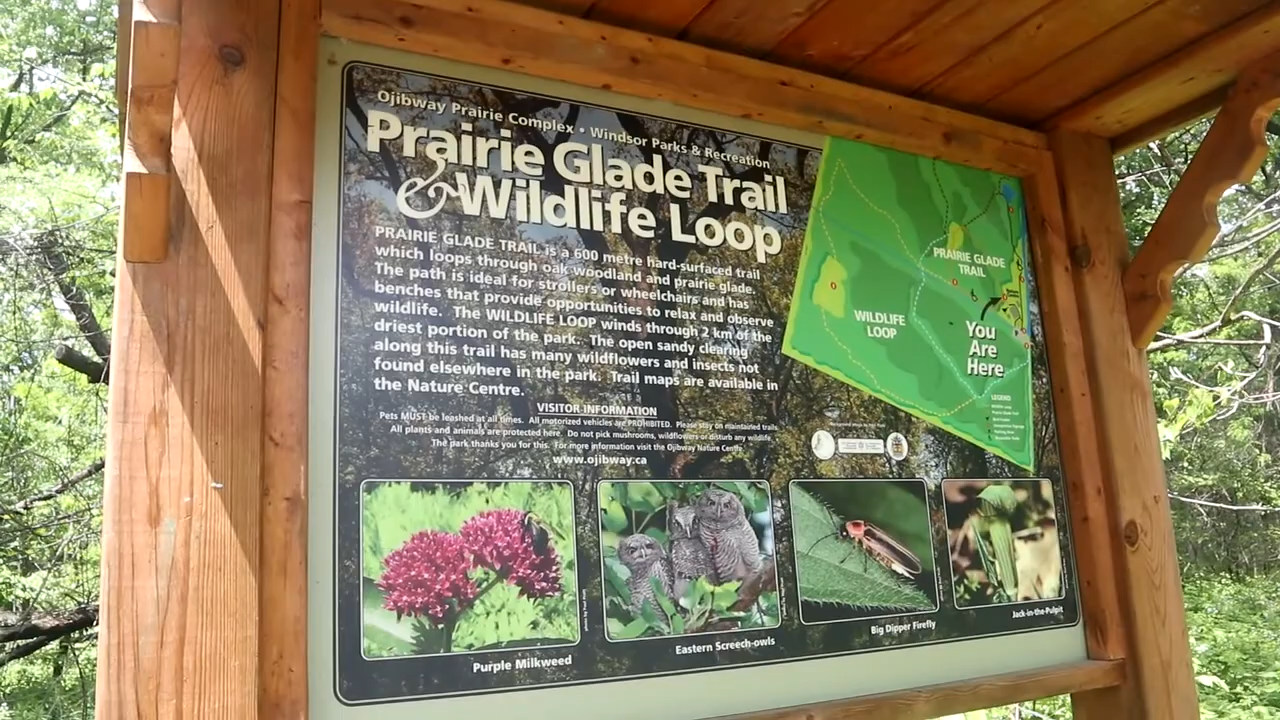 Ojibway Prairie Complex • Windsor Parks & Recreation
Prairie Glade Trail
& Wildlife Loop
PRAIRIE GLADE TRAIL is a 600 metre hard-surfaced trail
which loops through oak woodland and prairie glade.
The path is ideal for strollers or wheelchairs and has
benches that provide opportunities to relax and observe
wildlife. The WILDLIFE LOOP winds through 2 km of the
driest portion of the park. The open sandy clearing
along this trail has many wildflowers and insects not
found elsewhere in the park. Trail maps are available in
the Nature Centre.
VISITOR INFORMATION
Pets MUST be leashed at all times. All motorized vehicles are PROHIBITED. Please stay on maintained trails.
All plants and animals are protected here. Do not pick mushrooms, wildflowers or disturb any wildlife.
The park thanks you for this. For more information visit the Ojibway Nature Centre.
www.ojibway.ca
PRAIRIE GLADE
TRAIL
WILDLIFE
LOOP
You
Are
Here
LEGEND
Purple Milkweed
Eastern Screech-owls
Big Dipper Firefly
Jack-in-the-Pulpit